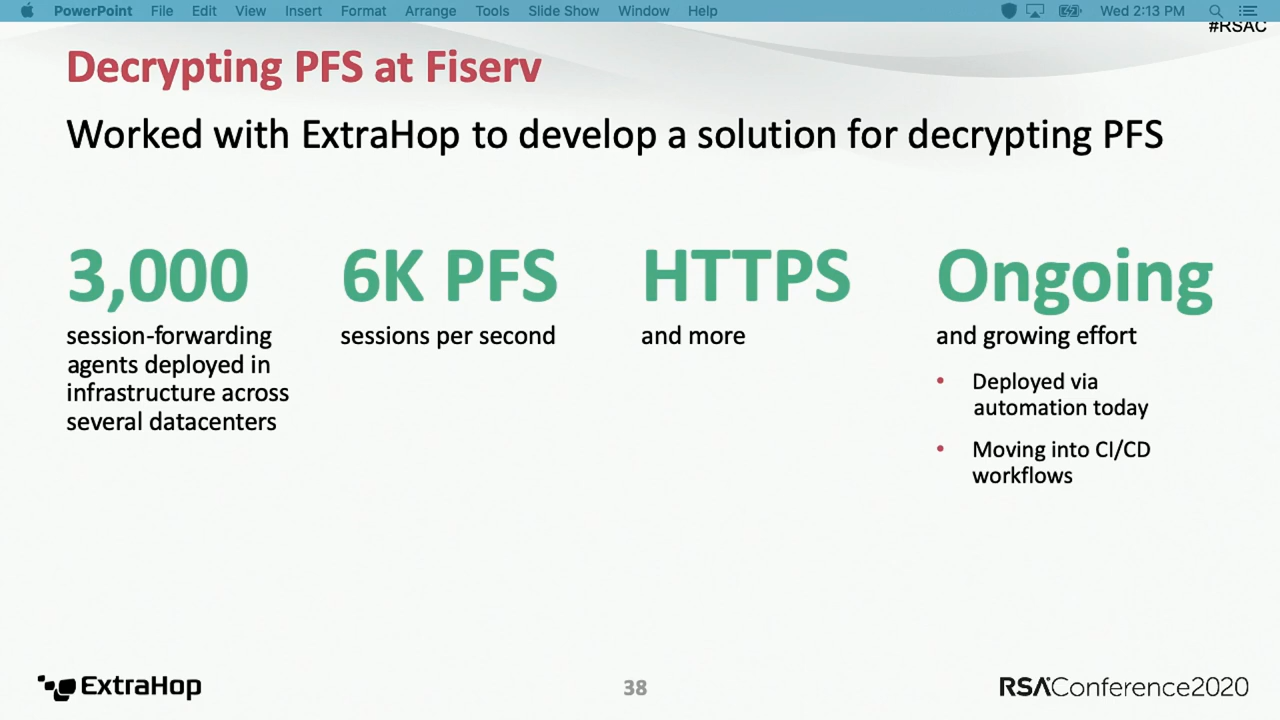 PowerPoint File Edit View Insert Format Arrange Tools Slide Show Window Help Wed 2:13 PM
#RSAC
Decrypting PFS at Fiserv
Worked with ExtraHop to develop a solution for decrypting PFS
3,000
session-forwarding
agents deployed in
infrastructure across
several datacenters
6K PFS
sessions per second
HTTPS
and more
Ongoing
and growing effort
• Deployed via
automation today
• Moving into CI/CD
workflows
ExtraHop
38
RSAConference2020